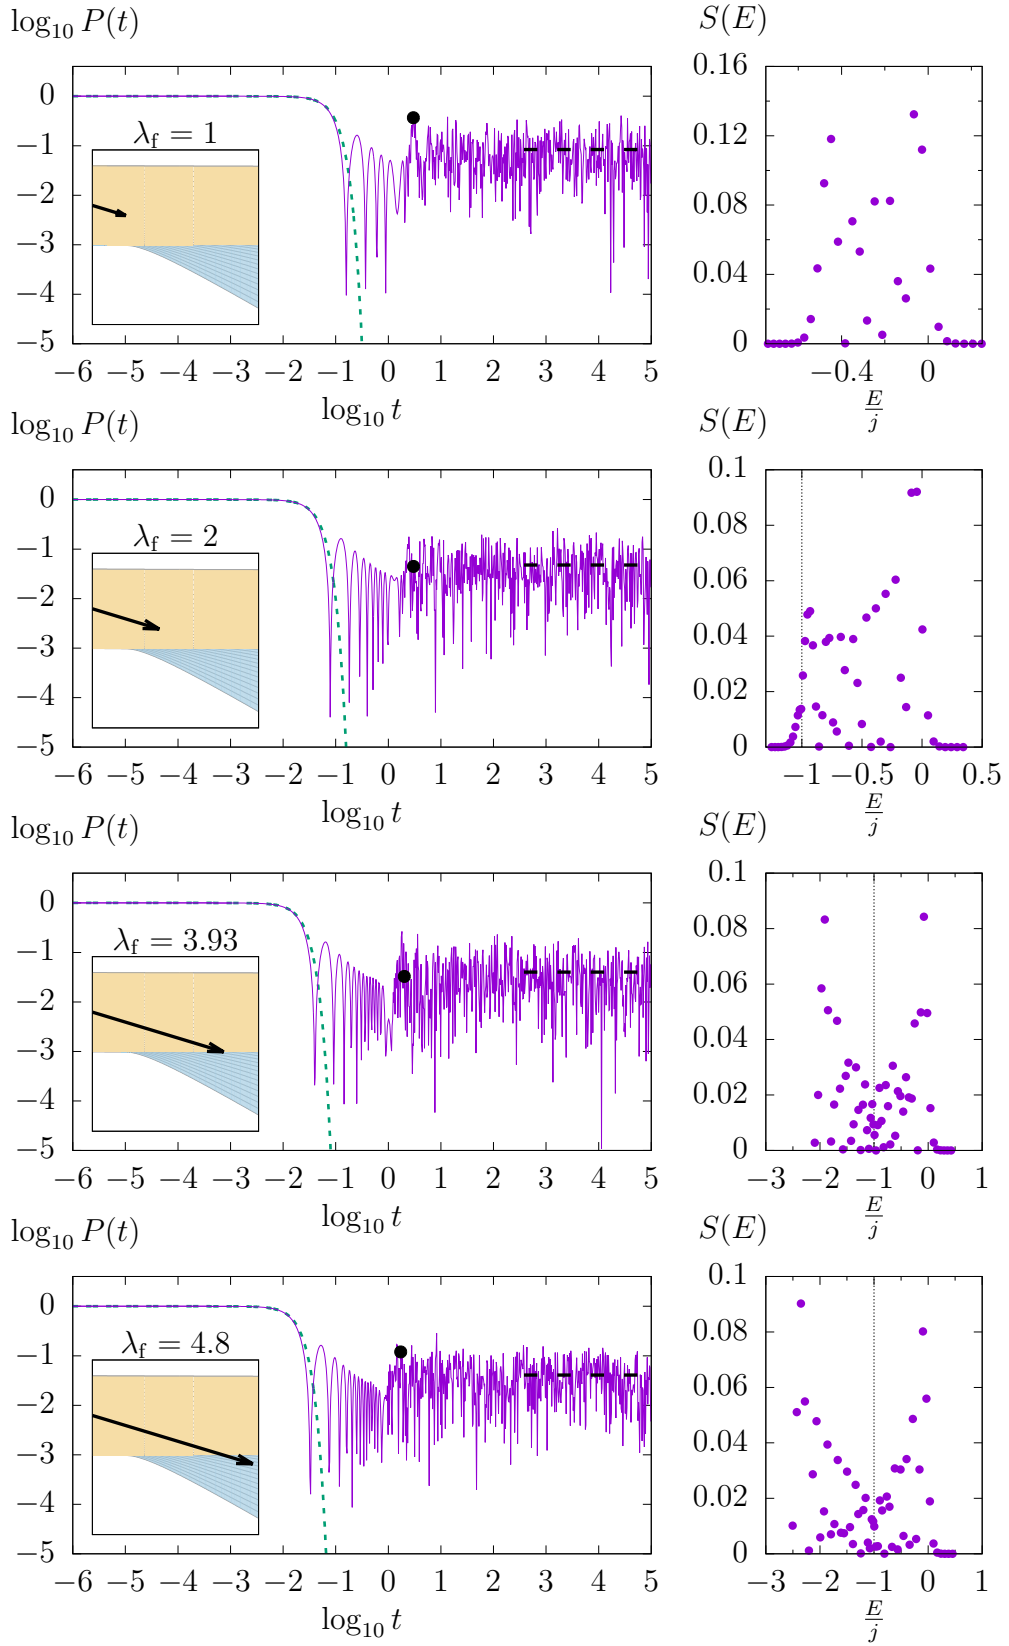 log₁₀ P(t) S(E)
0 −1 −2 −3 −4 −5
λf = 1
−6 −5 −4 −3 −2 −1 0 1 2 3 4 5
log₁₀ t
0.16 0.12 0.08 0.04 0
−0.4 0
E/j
log₁₀ P(t) S(E)
0 −1 −2 −3 −4 −5
λf = 2
−6 −5 −4 −3 −2 −1 0 1 2 3 4 5
log₁₀ t
0.1 0.08 0.06 0.04 0.02 0
−1 −0.5 0 0.5
E/j
log₁₀ P(t) S(E)
0 −1 −2 −3 −4 −5
λf = 3.93
−6 −5 −4 −3 −2 −1 0 1 2 3 4 5
log₁₀ t
0.1 0.08 0.06 0.04 0.02 0
−3 −2 −1 0 1
E/j
log₁₀ P(t) S(E)
0 −1 −2 −3 −4 −5
λf = 4.8
−6 −5 −4 −3 −2 −1 0 1 2 3 4 5
log₁₀ t
0.1 0.08 0.06 0.04 0.02 0
−3 −2 −1 0 1
E/j